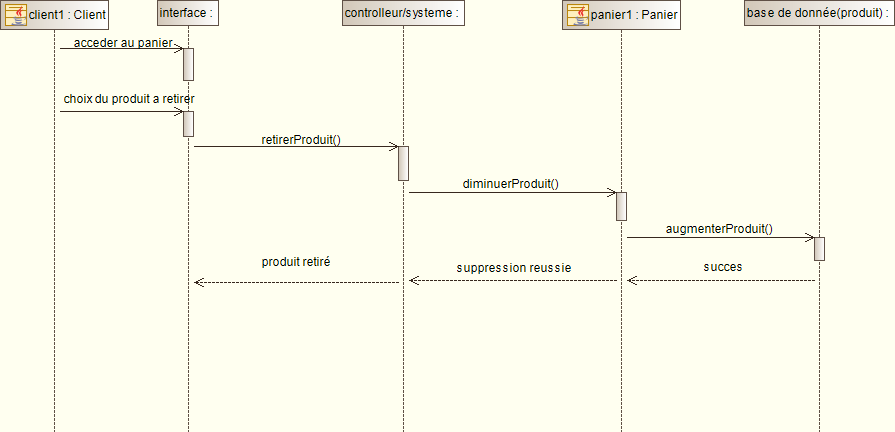 client1 : Client
interface :
controlleur/systeme :
panier1 : Panier
base de donnée(produit) :
acceder au panier
choix du produit a retirer
retirerProduit()
diminuerProduit()
augmenterProduit()
produit retiré
suppression reussie
succes